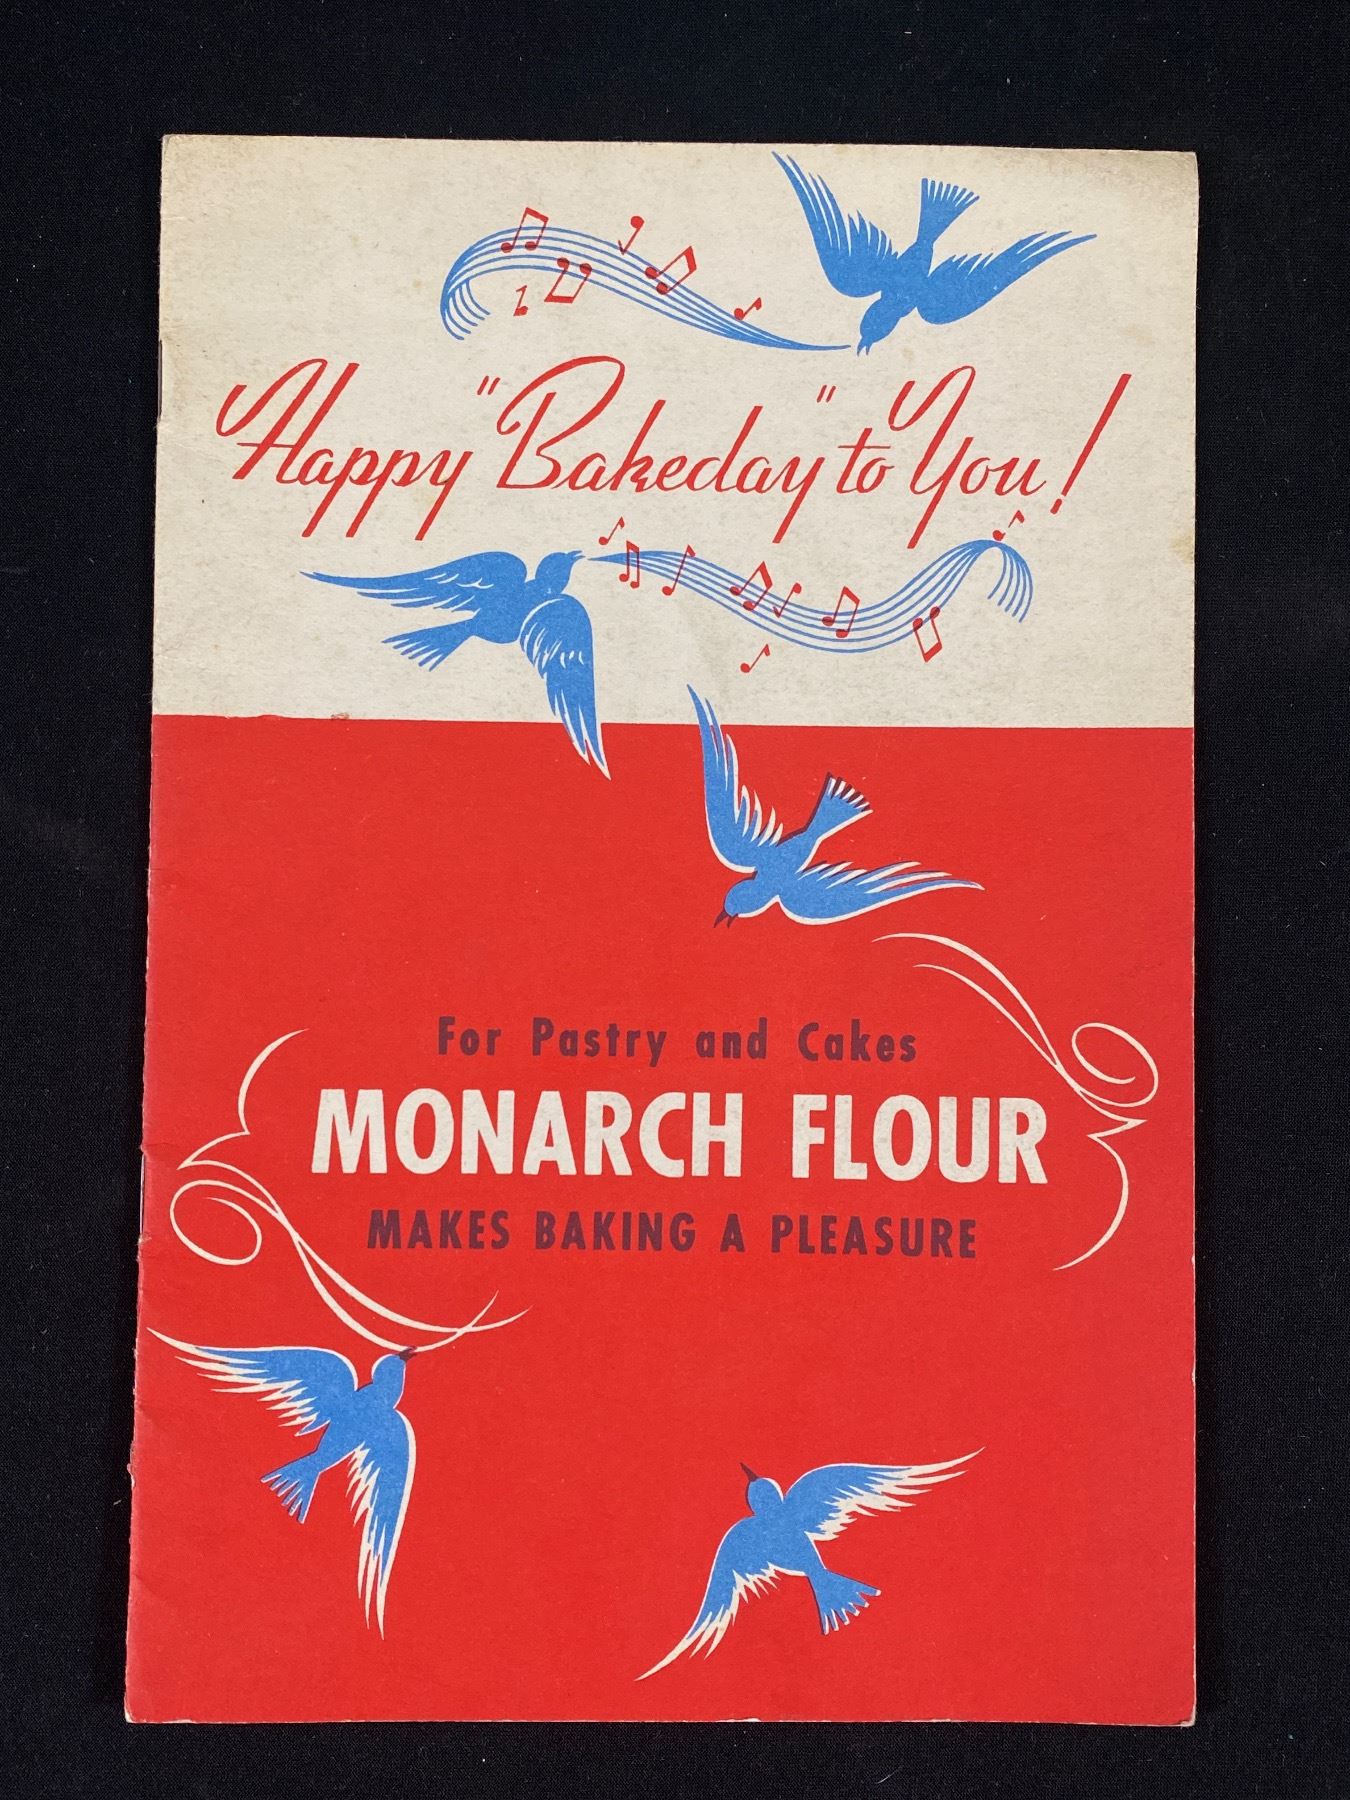 Happy "Bakeday" to You!
For Pastry and Cakes
MONARCH FLOUR
MAKES BAKING A PLEASURE